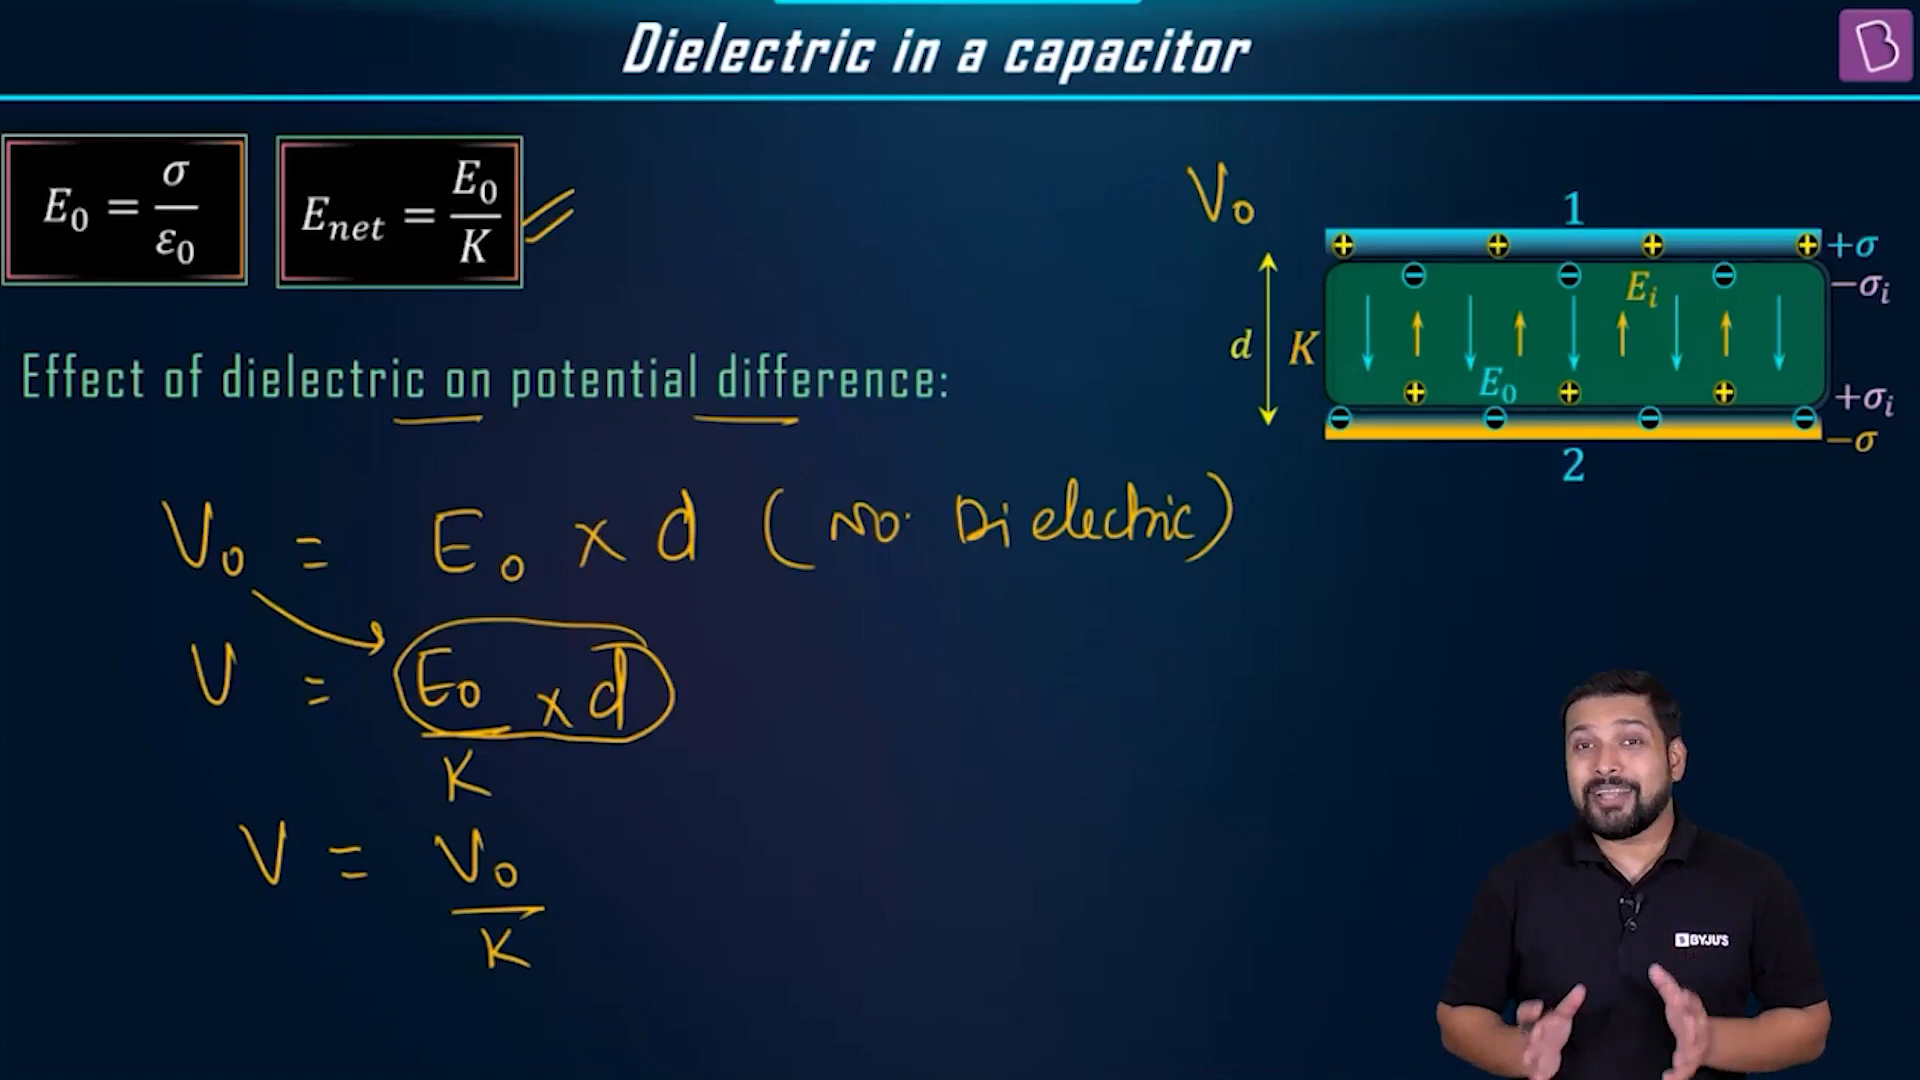 Dielectric in a capacitor
E₀ = σ/ε₀
E_net = E₀/K
V₀
1
+σ
−σᵢ
Eᵢ
d
K
E₀
+σᵢ
−σ
2
Effect of dielectric on potential difference:
V₀ = E₀ x d (No. Dielectric)
V = E₀ x d / K
V = V₀/K
BYJU'S